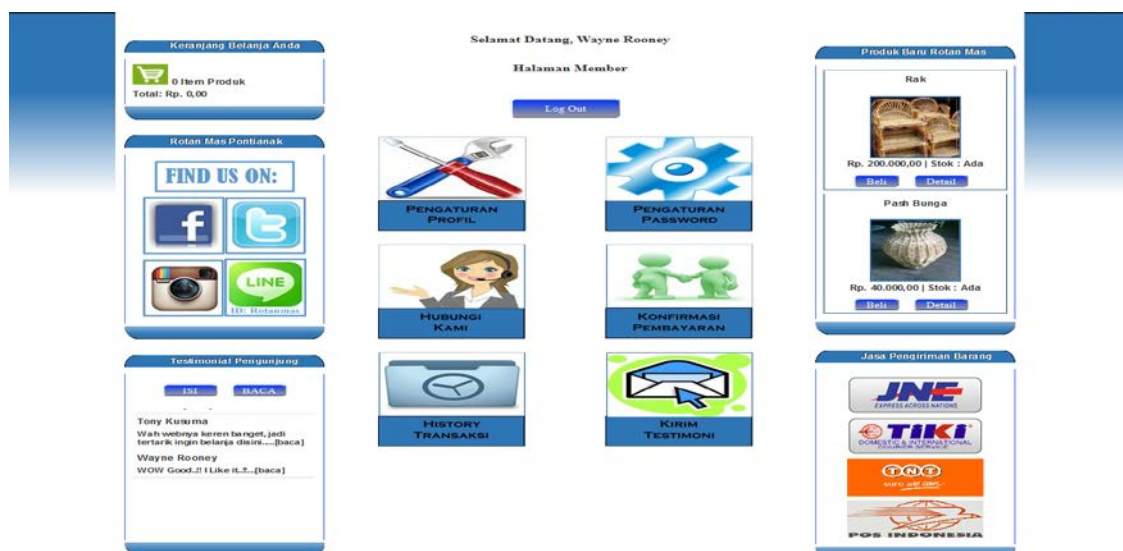 Keranjang Belanja Anda
0 Item Produk
Total: Rp. 0,00
Rotan Mas Pontianak
FIND US ON:
f
LINE
ID: Rotanmas
Testimonial Pengunjung
ISI BACA
Tony Kusuma
Wah webnya keren banget, jadi
tertarik ingin belanja disini.....[baca]
Wayne Rooney
WOW Good..!! I Like it..!!...[baca]
Selamat Datang, Wayne Rooney
Halaman Member
Log Out
PENGATURAN
PROFIL
PENGATURAN
PASSWORD
HUBUNGI
KAMI
KONFIRMASI
PEMBAYARAN
HISTORY
TRANSAKSI
KIRIM
TESTIMONI
Produk Baru Rotan Mas
Rak
Rp. 200.000,00 | Stok : Ada
Beli Detail
Pash Bunga
Rp. 40.000,00 | Stok : Ada
Beli Detail
Jasa Pengiriman Barang
JNE
EXPRESS ACROSS NATIONS
TIKI
DOMESTIC & INTERNATIONAL
COURIER SERVICE
TNT
sure we can
POS INDONESIA